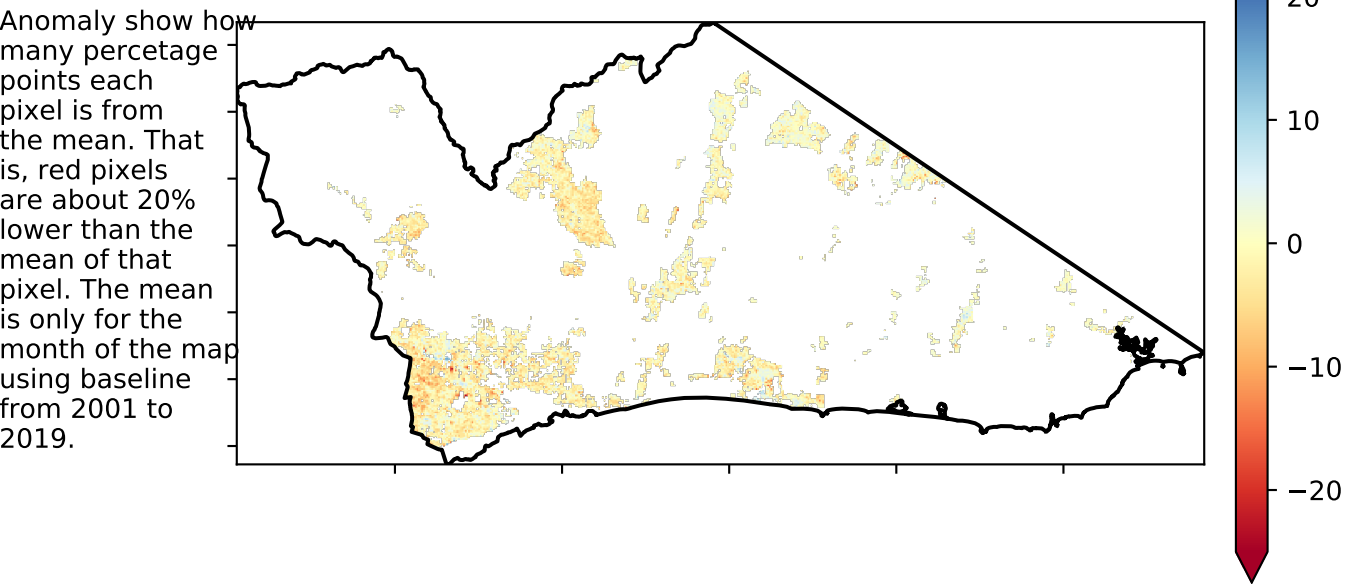 Anomaly show how
many percetage
points each
pixel is from
the mean. That
is, red pixels
are about 20%
lower than the
mean of that
pixel. The mean
is only for the
month of the map
using baseline
from 2001 to
2019.
20
10
0
−10
−20